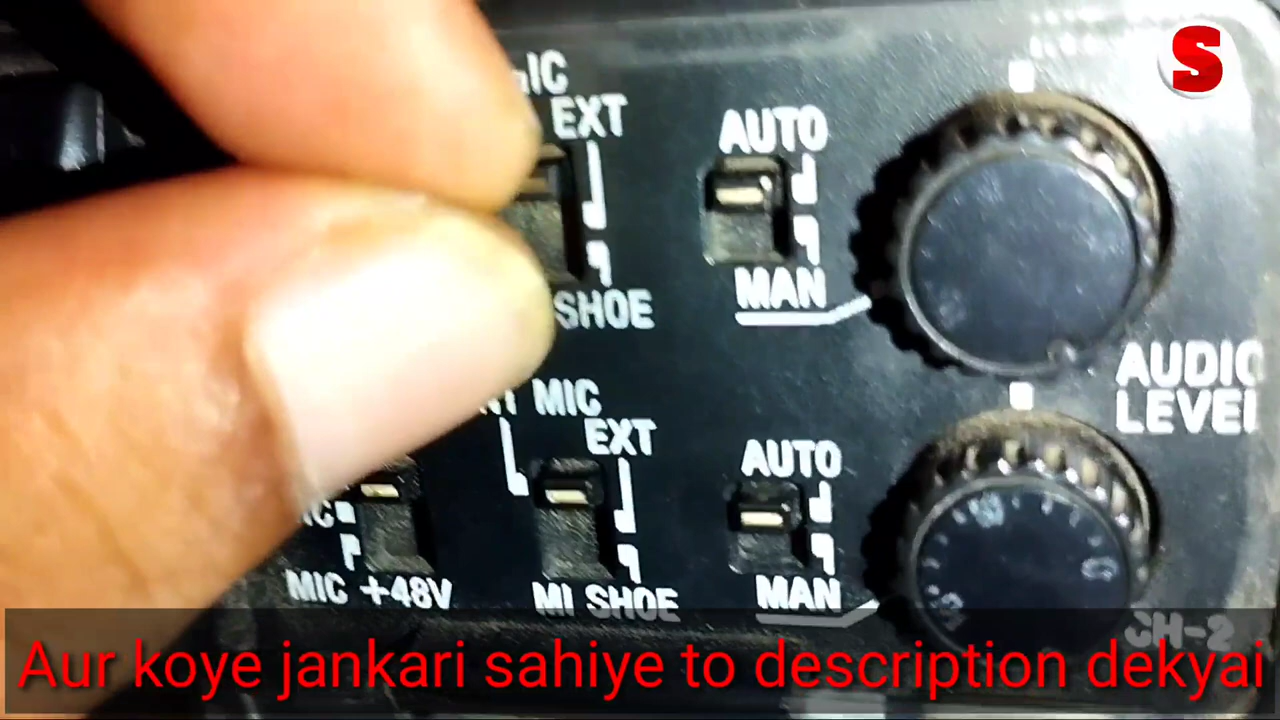 S
EXT
AUTO
MAN
SHOE
AUDIO
LEVEL
MIC
EXT
AUTO
MIC +48V
MI SHOE
MAN
CH-2
Aur koye jankari sahiye to description dekyai